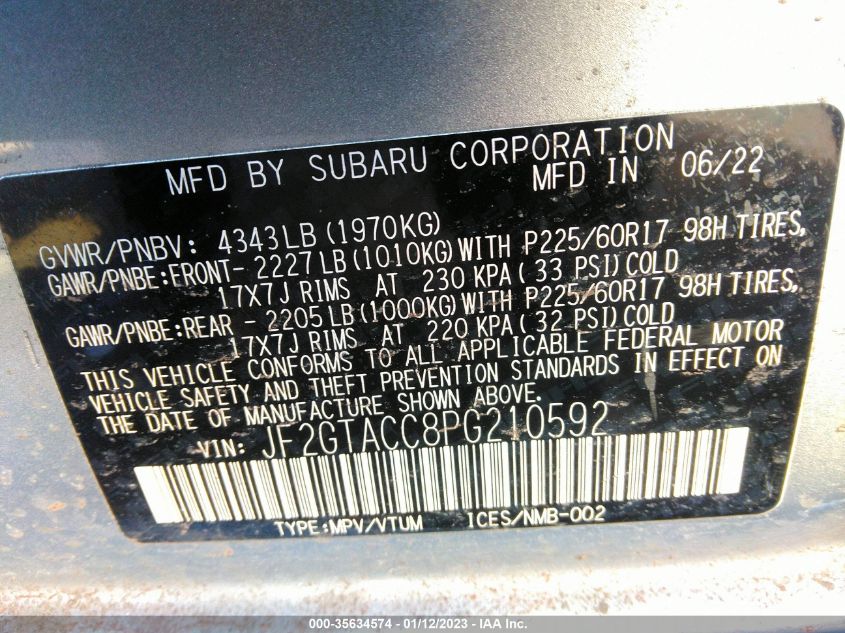 MFD BY SUBARU CORPORATION
MFD IN 06/22
GVWR/PNBV: 4343LB (1970KG)
GAWR/PNBE:FRONT- 2227 LB (1010KG) WITH P225/60R17 98H TIRES,
17X7J RIMS AT 230 KPA ( 33 PSI) COLD
GAWR/PNBE:REAR - 2205 LB (1000KG) WITH P225/60R17 98H TIRES,
17X7J RIMS AT 220 KPA ( 32 PSI) COLD
THIS VEHICLE CONFORMS TO ALL APPLICABLE FEDERAL MOTOR
VEHICLE SAFETY AND THEFT PREVENTION STANDARDS IN EFFECT ON
THE DATE OF MANUFACTURE SHOWN ABOVE.
VIN: JF2GTACC8PG210592
TYPE:MPV/VTUM ICES/NMB-002
000-35634574 - 01/12/2023 - IAA Inc.